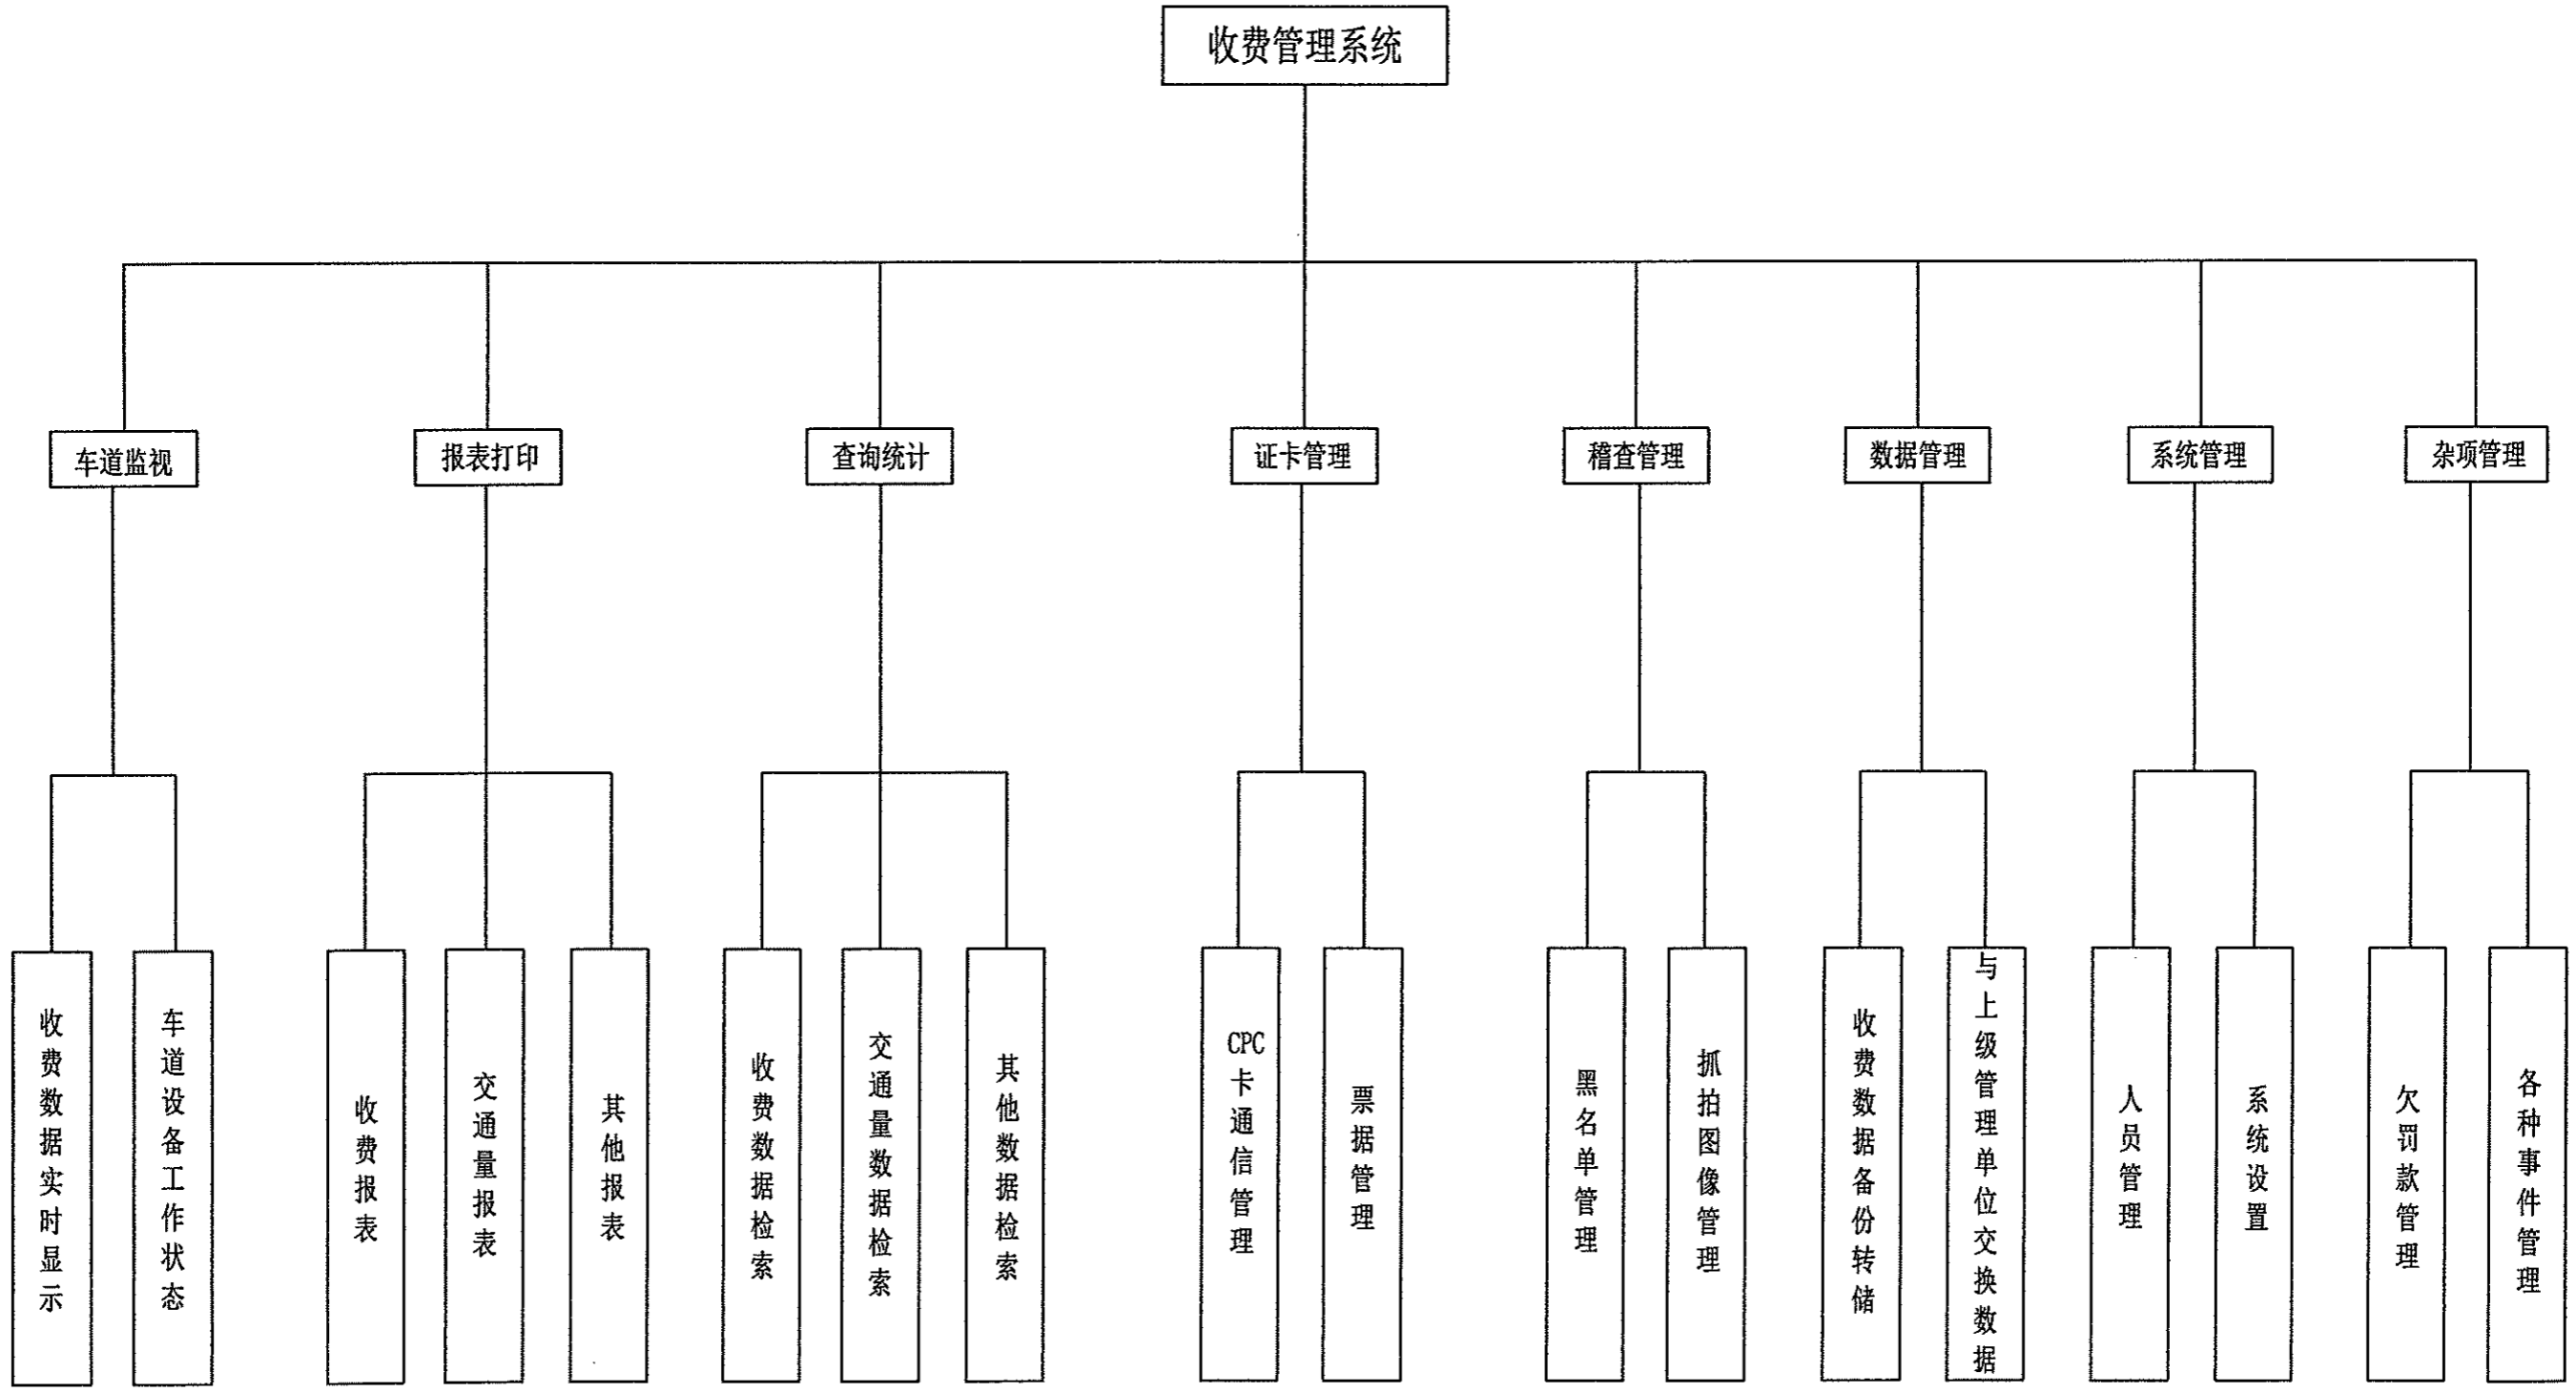 收费管理系统
车道监视
报表打印
查询统计
证卡管理
稽查管理
数据管理
系统管理
杂项管理
收费数据实时显示
车道设备工作状态
收费报表
交通量报表
其他报表
收费数据检索
交通量数据检索
其他数据检索
CPC卡通信管理
票据管理
黑名单管理
抓拍图像管理
收费数据备份转储
与上级管理单位交换数据
人员管理
系统设置
欠罚款管理
各种事件管理